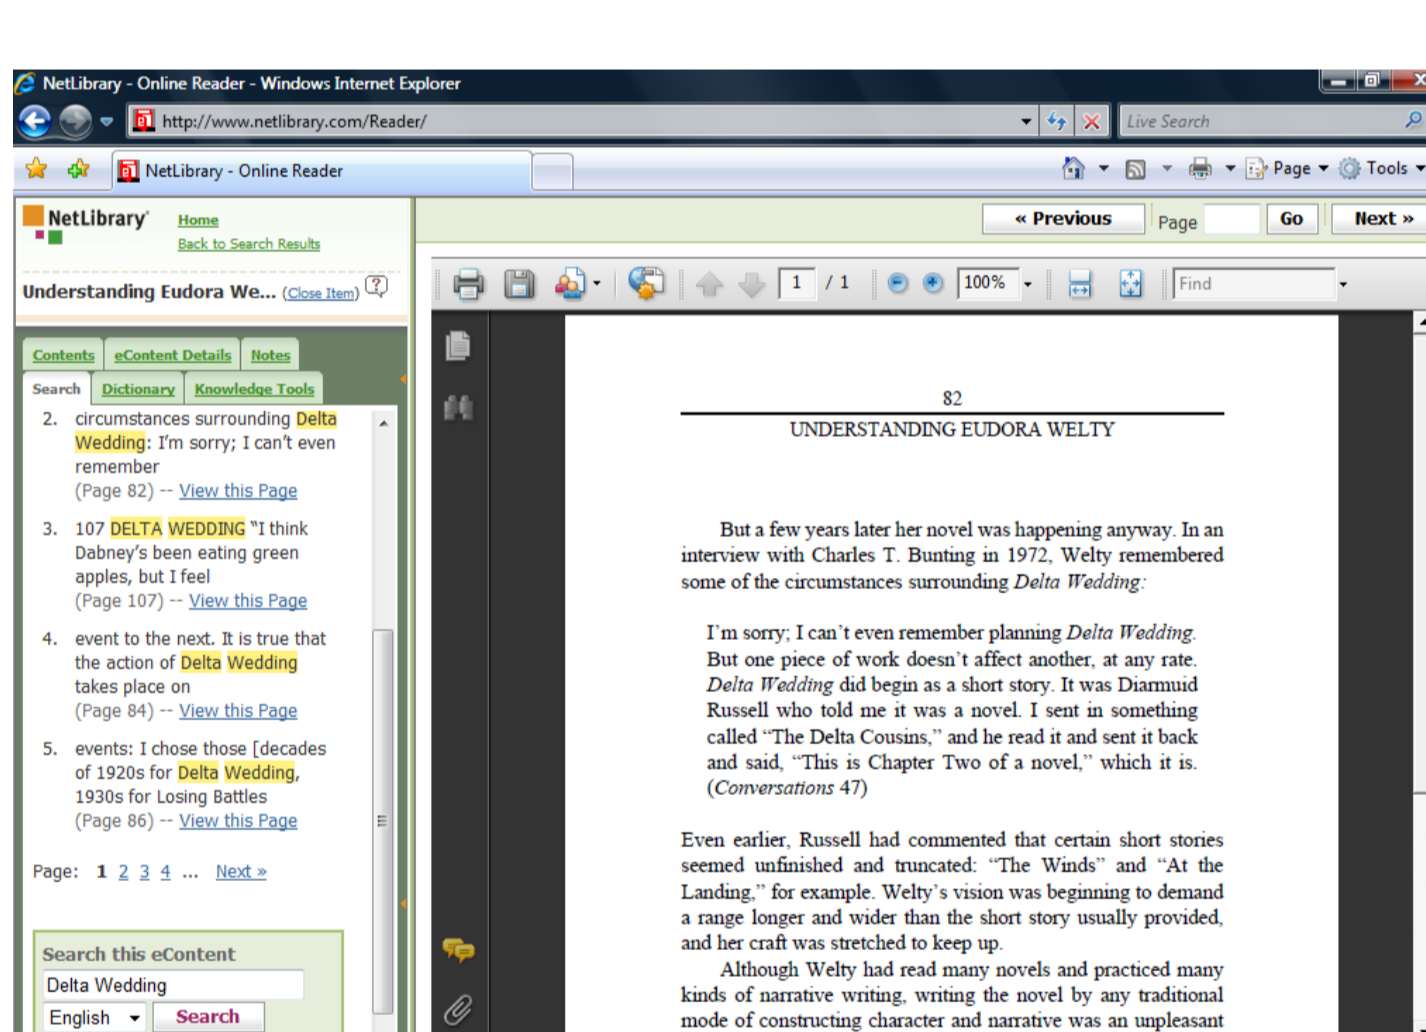 NetLibrary - Online Reader - Windows Internet Explorer
http://www.netlibrary.com/Reader/
Live Search
NetLibrary - Online Reader
Page
Tools
NetLibrary
Home
Back to Search Results
« Previous
Page
Go
Next »
Understanding Eudora We... (Close Item)
1 / 1
100%
Find
Contents
eContent Details
Notes
Search
Dictionary
Knowledge Tools
2. circumstances surrounding Delta
Wedding: I'm sorry; I can't even
remember
(Page 82) -- View this Page
3. 107 DELTA WEDDING "I think
Dabney's been eating green
apples, but I feel
(Page 107) -- View this Page
4. event to the next. It is true that
the action of Delta Wedding
takes place on
(Page 84) -- View this Page
5. events: I chose those [decades
of 1920s for Delta Wedding,
1930s for Losing Battles
(Page 86) -- View this Page
Page: 1 2 3 4 ... Next »
Search this eContent
Delta Wedding
English
Search
82
UNDERSTANDING EUDORA WELTY
But a few years later her novel was happening anyway. In an
interview with Charles T. Bunting in 1972, Welty remembered
some of the circumstances surrounding Delta Wedding:
I'm sorry; I can't even remember planning Delta Wedding.
But one piece of work doesn't affect another, at any rate.
Delta Wedding did begin as a short story. It was Diarmuid
Russell who told me it was a novel. I sent in something
called “The Delta Cousins,” and he read it and sent it back
and said, “This is Chapter Two of a novel,” which it is.
(Conversations 47)
Even earlier, Russell had commented that certain short stories
seemed unfinished and truncated: “The Winds” and “At the
Landing,” for example. Welty's vision was beginning to demand
a range longer and wider than the short story usually provided,
and her craft was stretched to keep up.
Although Welty had read many novels and practiced many
kinds of narrative writing, writing the novel by any traditional
mode of constructing character and narrative was an unpleasant